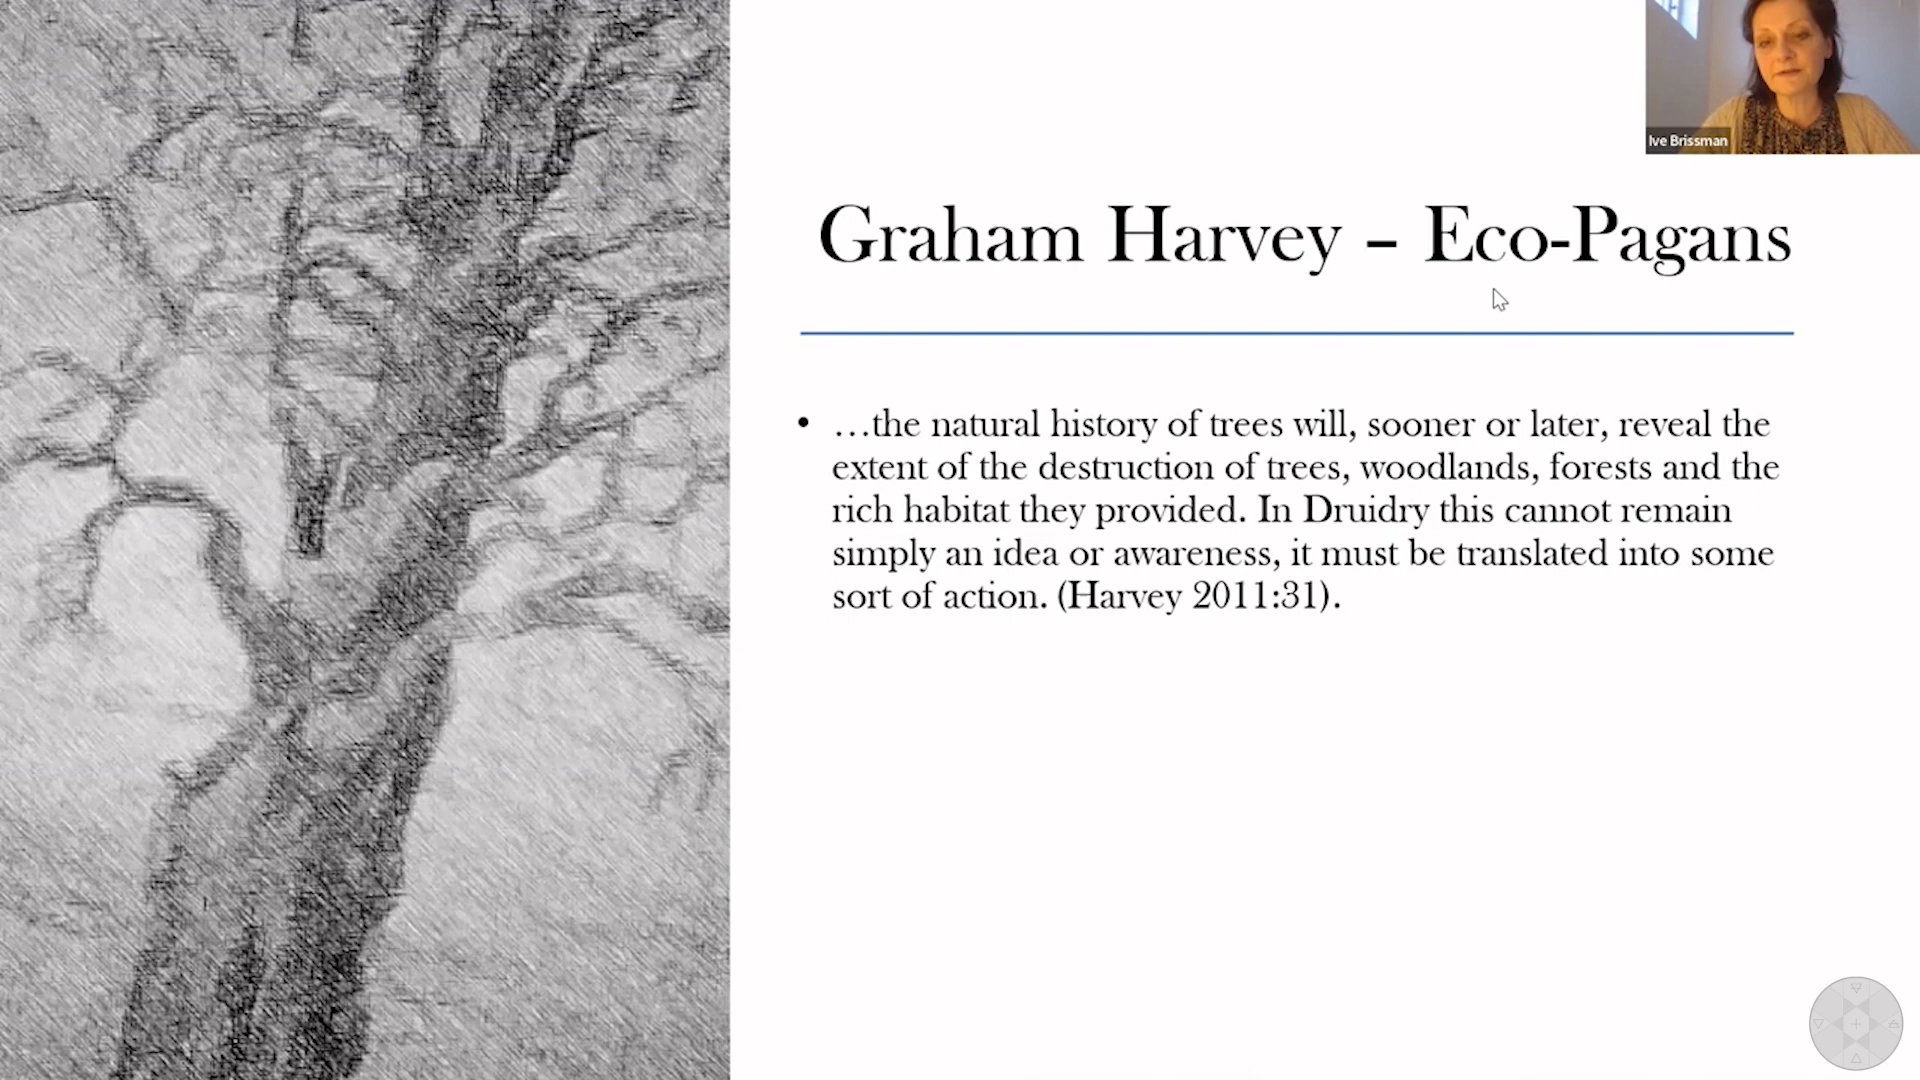 Ive Brissman
Graham Harvey – Eco-Pagans
• …the natural history of trees will, sooner or later, reveal the
extent of the destruction of trees, woodlands, forests and the
rich habitat they provided. In Druidry this cannot remain
simply an idea or awareness, it must be translated into some
sort of action. (Harvey 2011:31).